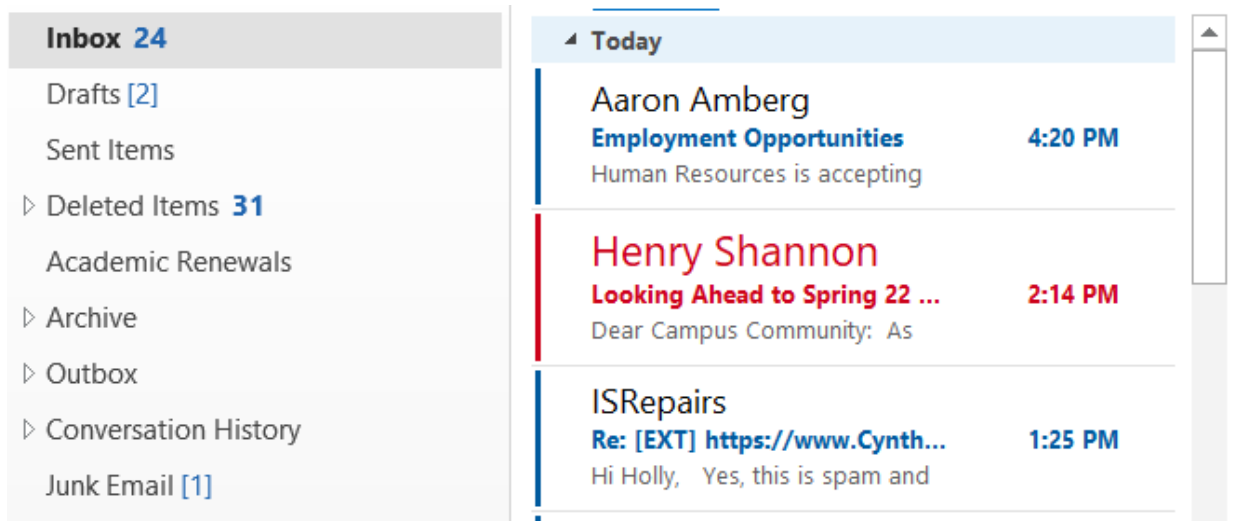 Inbox 24
Drafts [2]
Sent Items
Deleted Items 31
Academic Renewals
Archive
Outbox
Conversation History
Junk Email [1]
Today
Aaron Amberg
Employment Opportunities 4:20 PM
Human Resources is accepting
Henry Shannon
Looking Ahead to Spring 22 ... 2:14 PM
Dear Campus Community: As
ISRepairs
Re: [EXT] https://www.Cynth... 1:25 PM
Hi Holly, Yes, this is spam and